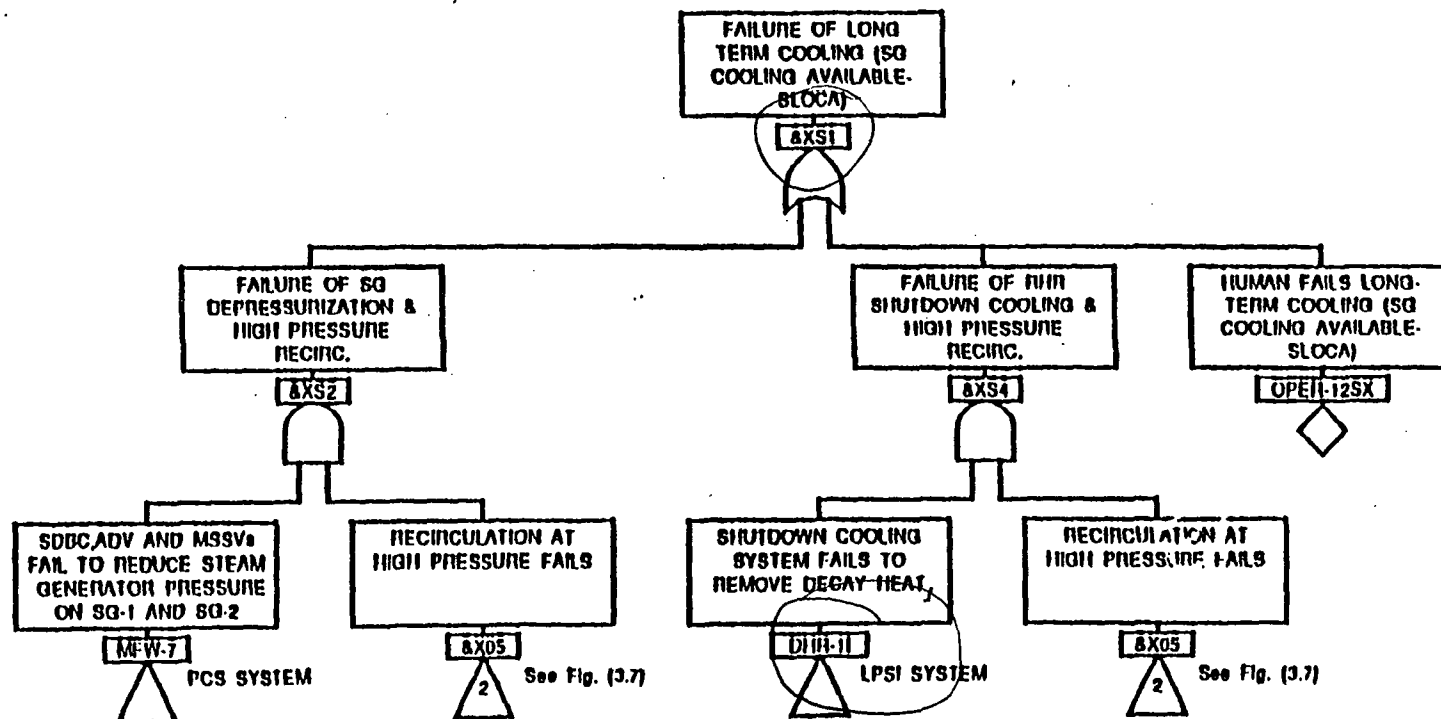 FAILURE OF LONG
TERM COOLING (SG
COOLING AVAILABLE-
SLOCA)
&XS1
FAILURE OF SG
DEPRESSURIZATION &
HIGH PRESSURE
RECIRC.
&XS2
FAILURE OF RHR
SHUTDOWN COOLING &
HIGH PRESSURE
RECIRC.
&XS4
HUMAN FAILS LONG-
TERM COOLING (SG
COOLING AVAILABLE-
SLOCA)
OPER-12SX
SDBC,ADV AND MSSVs
FAIL TO REDUCE STEAM
GENERATOR PRESSURE
ON SG-1 AND SG-2
MFW-7
PCS SYSTEM
RECIRCULATION AT
HIGH PRESSURE FAILS
&X05
2
See Fig. (3.7)
SHUTDOWN COOLING
SYSTEM FAILS TO
REMOVE DECAY HEAT
LPSI SYSTEM
RECIRCULATION AT
HIGH PRESSURE FAILS
&X05
2
See Fig. (3.7)